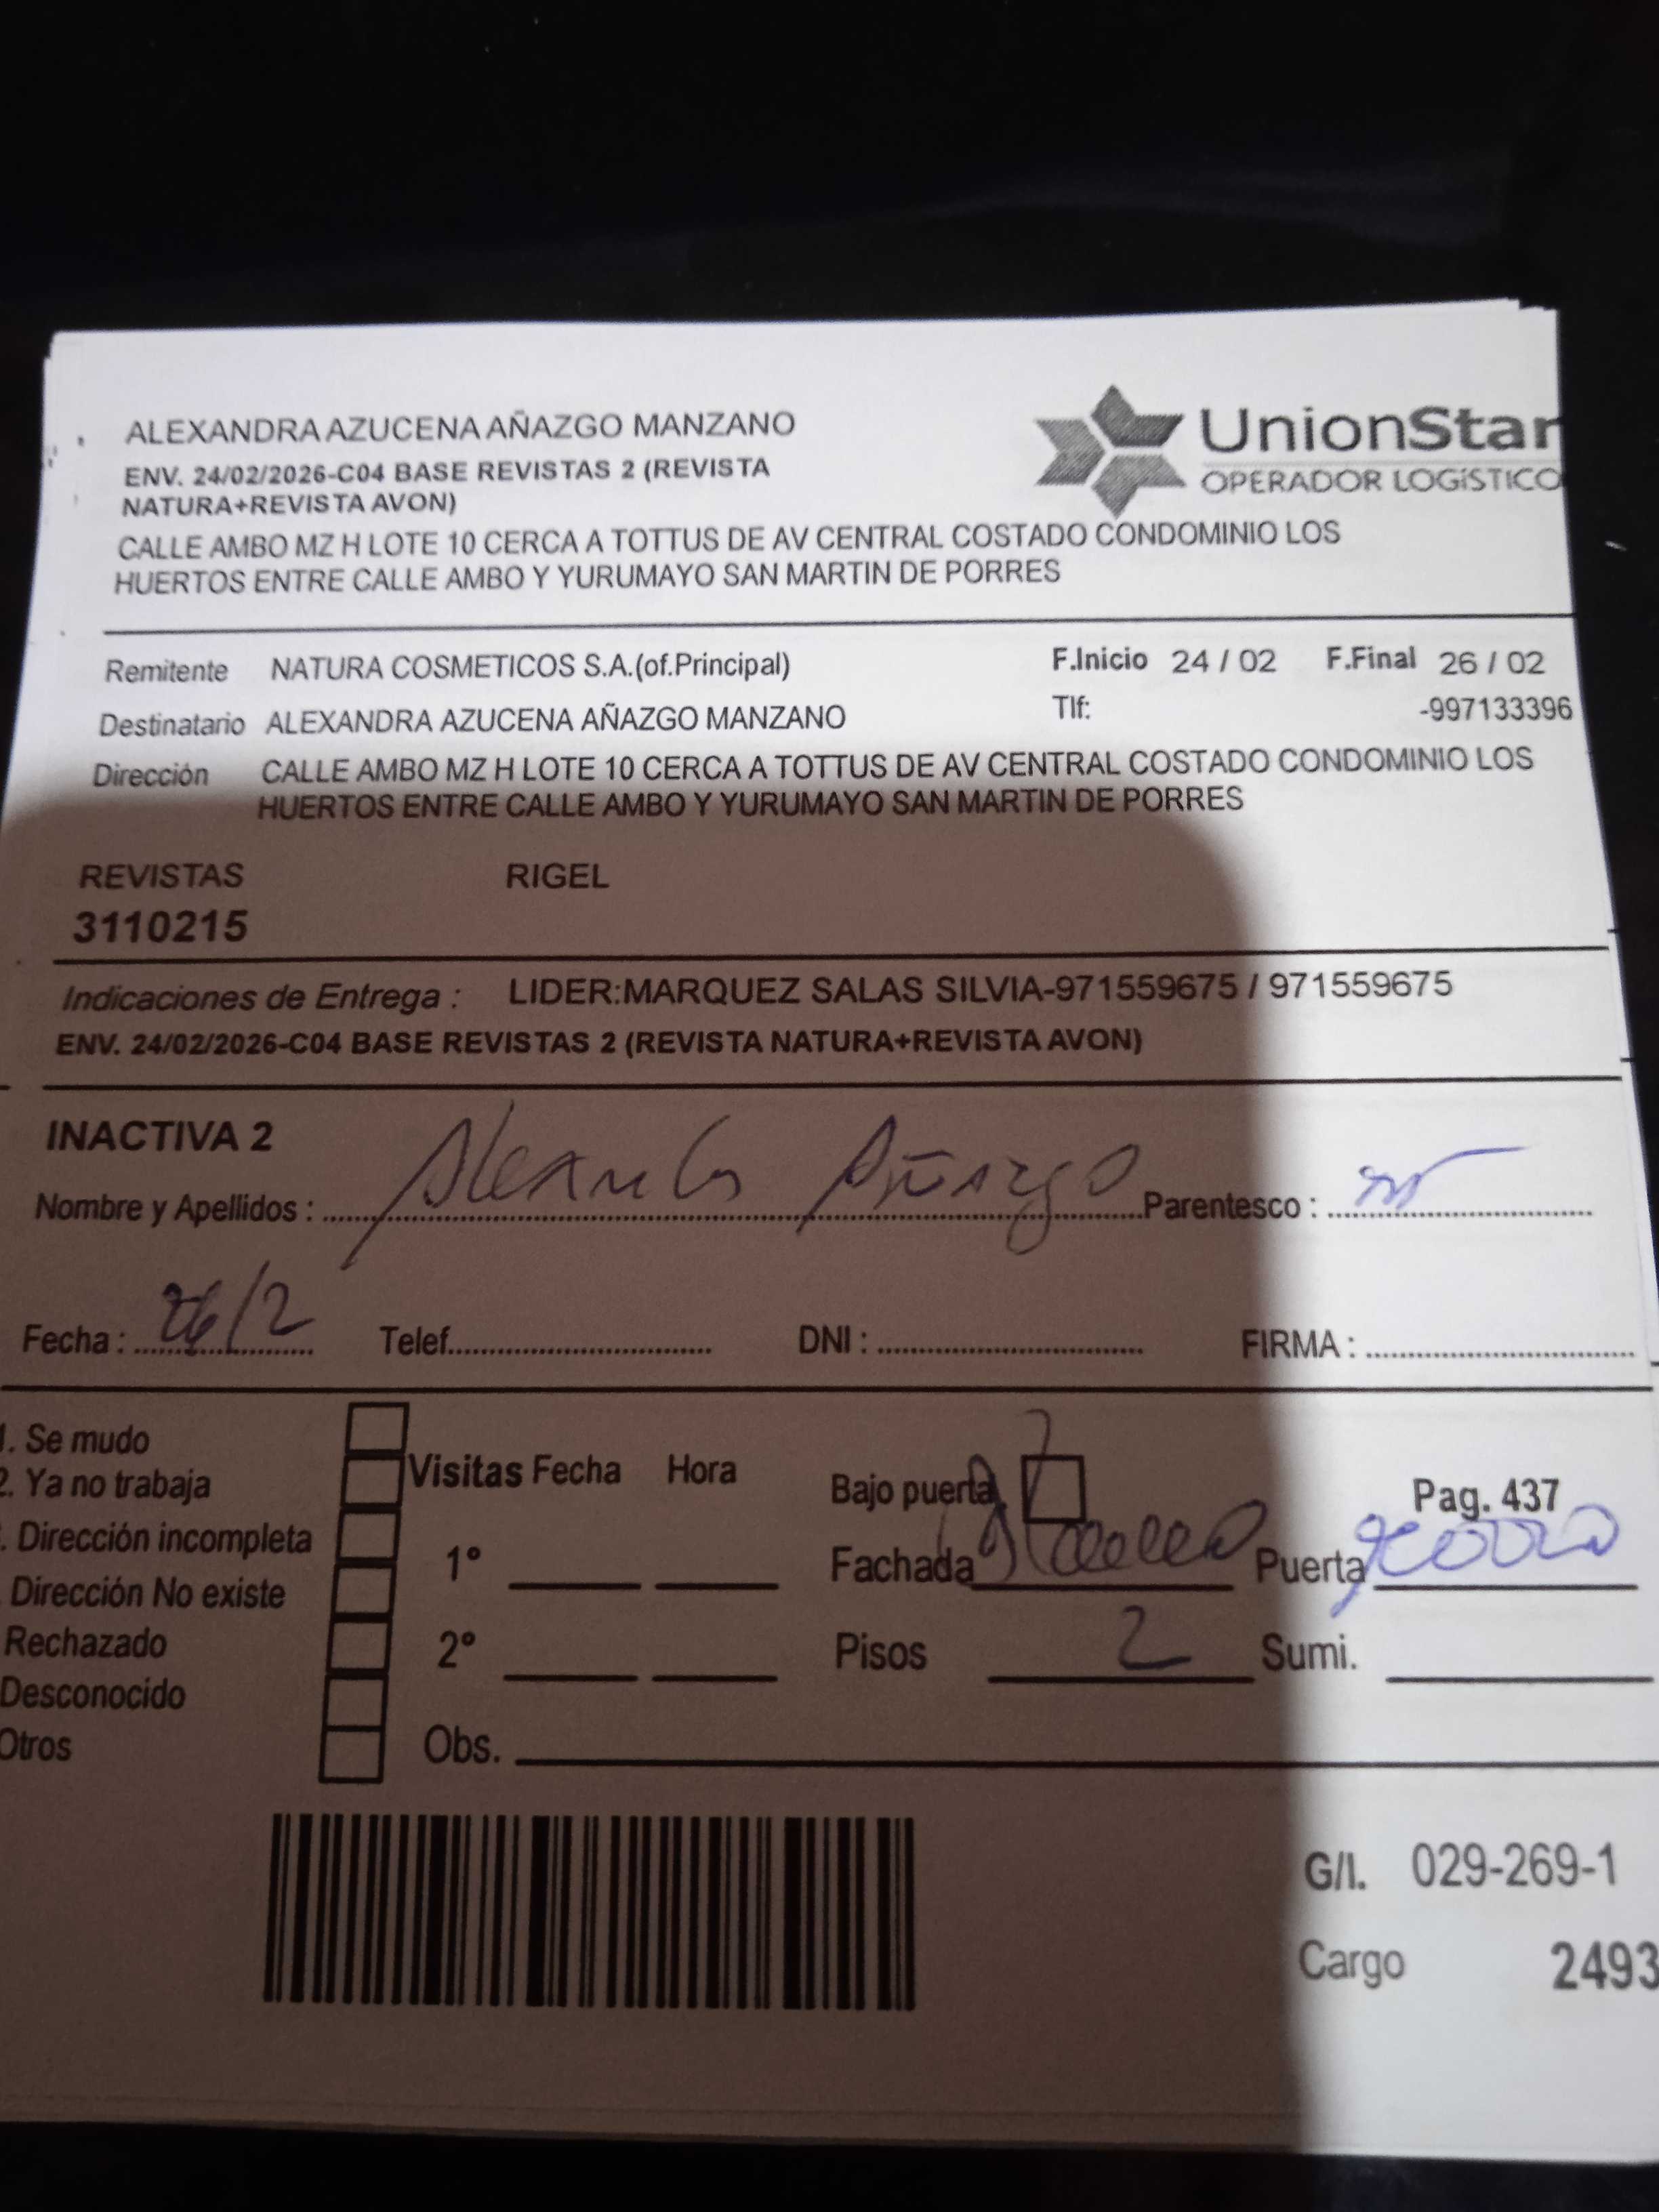 ALEXANDRA AZUCENA AÑAZGO MANZANO
UnionStar
OPERADOR LOGÍSTICO
ENV. 24/02/2026-C04 BASE REVISTAS 2 (REVISTA
NATURA+REVISTA AVON)
CALLE AMBO MZ H LOTE 10 CERCA A TOTTUS DE AV CENTRAL COSTADO CONDOMINIO LOS
HUERTOS ENTRE CALLE AMBO Y YURUMAYO SAN MARTIN DE PORRES
Remitente NATURA COSMETICOS S.A.(of.Principal) F.Inicio 24 / 02 F.Final 26 / 02
Destinatario ALEXANDRA AZUCENA AÑAZGO MANZANO Tlf: -997133396
Dirección CALLE AMBO MZ H LOTE 10 CERCA A TOTTUS DE AV CENTRAL COSTADO CONDOMINIO LOS
HUERTOS ENTRE CALLE AMBO Y YURUMAYO SAN MARTIN DE PORRES
REVISTAS RIGEL
3110215
Indicaciones de Entrega : LIDER:MARQUEZ SALAS SILVIA-971559675 / 971559675
ENV. 24/02/2026-C04 BASE REVISTAS 2 (REVISTA NATURA+REVISTA AVON)
INACTIVA 2
Nombre y Apellidos : Añazgo Parentesco :
Fecha : 26/2 Telef. DNI : FIRMA :
1. Se mudo
2. Ya no trabaja
. Dirección incompleta
Dirección No existe
Rechazado
Desconocido
Otros
Visitas Fecha Hora
1°
2°
Obs.
Bajo puerta Pag. 437
Fachada Puerta
Pisos 2 Sumi.
G/I. 029-269-1
Cargo 2493